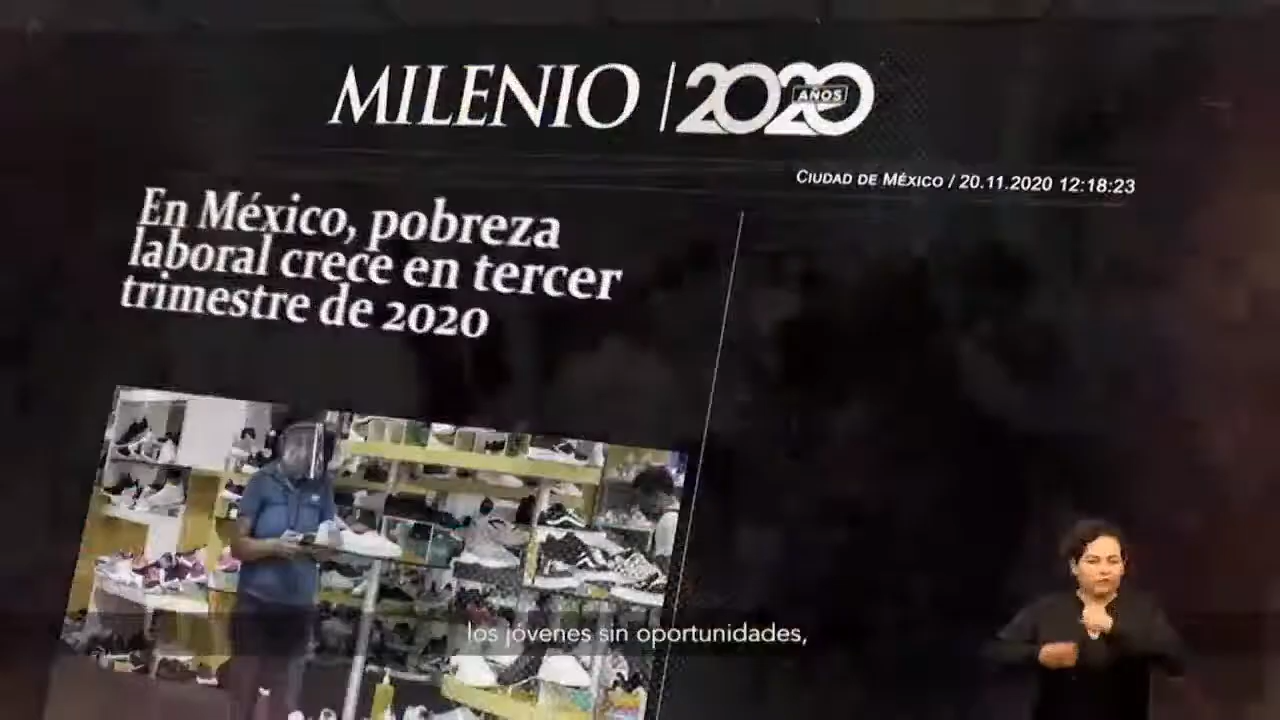 MILENIO | 2020 AÑOS
CIUDAD DE MÉXICO / 20.11.2020 12:18:23
En México, pobreza
laboral crece en tercer
trimestre de 2020
los jóvenes sin oportunidades,